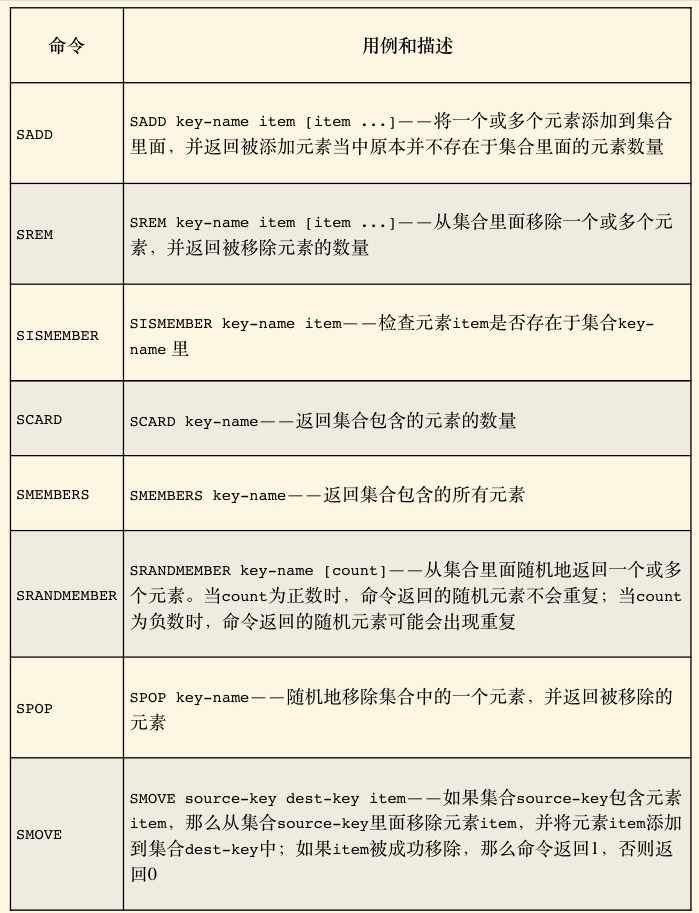 命令 用例和描述
SADD
SADD key-name item [item ...]——将一个或多个元素添加到集合
里面，并返回被添加元素当中原本并不存在于集合里面的元素数量
SREM
SREM key-name item [item ...]——从集合里面移除一个或多个元
素，并返回被移除元素的数量
SISMEMBER
SISMEMBER key-name item——检查元素item是否存在于集合key-
name 里
SCARD
SCARD key-name——返回集合包含的元素的数量
SMEMBERS
SMEMBERS key-name——返回集合包含的所有元素
SRANDMEMBER
SRANDMEMBER key-name [count]——从集合里面随机地返回一个或多
个元素。当count为正数时，命令返回的随机元素不会重复；当count
为负数时，命令返回的随机元素可能会出现重复
SPOP
SPOP key-name——随机地移除集合中的一个元素，并返回被移除的
元素
SMOVE
SMOVE source-key dest-key item——如果集合source-key包含元素
item，那么从集合source-key里面移除元素item，并将元素item添加
到集合dest-key中；如果item被成功移除，那么命令返回1，否则返
回0